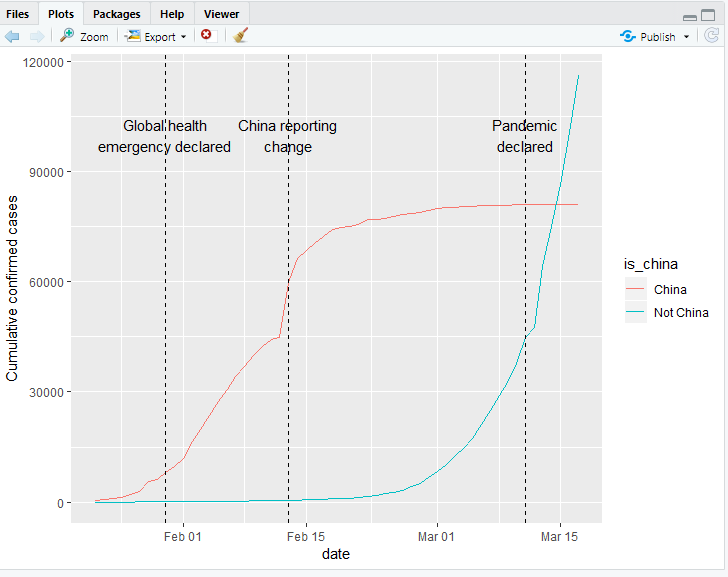 Files Plots Packages Help Viewer
Zoom Export Publish
120000
90000
60000
30000
0
Cumulative confirmed cases
Global health
emergency declared
China reporting
change
Pandemic
declared
Feb 01 Feb 15 Mar 01 Mar 15
date
is_china
China
Not China